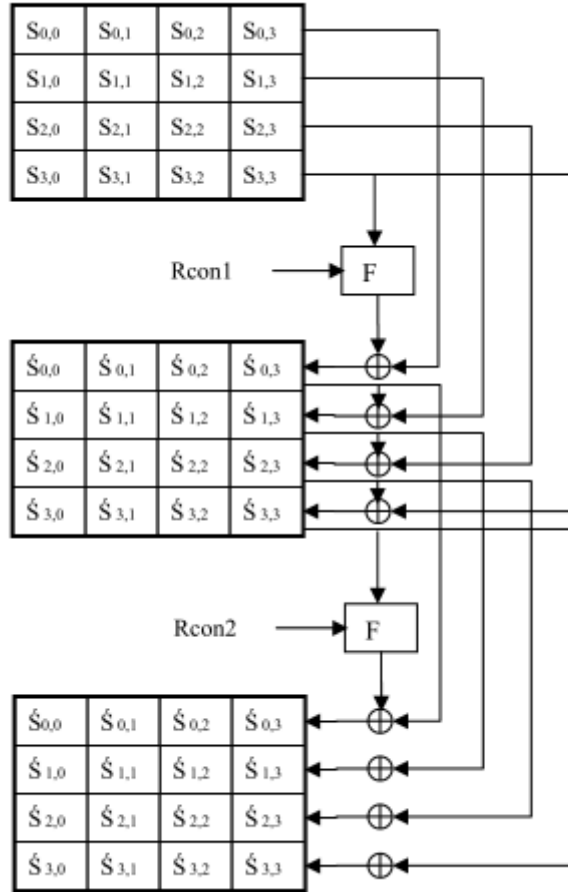 S0,0 S0,1 S0,2 S0,3
S1,0 S1,1 S1,2 S1,3
S2,0 S2,1 S2,2 S2,3
S3,0 S3,1 S3,2 S3,3
Rcon1 F
Ś0,0 Ś 0,1 Ś 0,2 Ś 0,3
Ś 1,0 Ś 1,1 Ś 1,2 Ś 1,3
Ś 2,0 Ś 2,1 Ś 2,2 Ś 2,3
Ś 3,0 Ś 3,1 Ś 3,2 Ś 3,3
Rcon2 F
Ś0,0 Ś 0,1 Ś 0,2 Ś 0,3
Ś 1,0 Ś 1,1 Ś 1,2 Ś 1,3
Ś 2,0 Ś 2,1 Ś 2,2 Ś 2,3
Ś 3,0 Ś 3,1 Ś 3,2 Ś 3,3